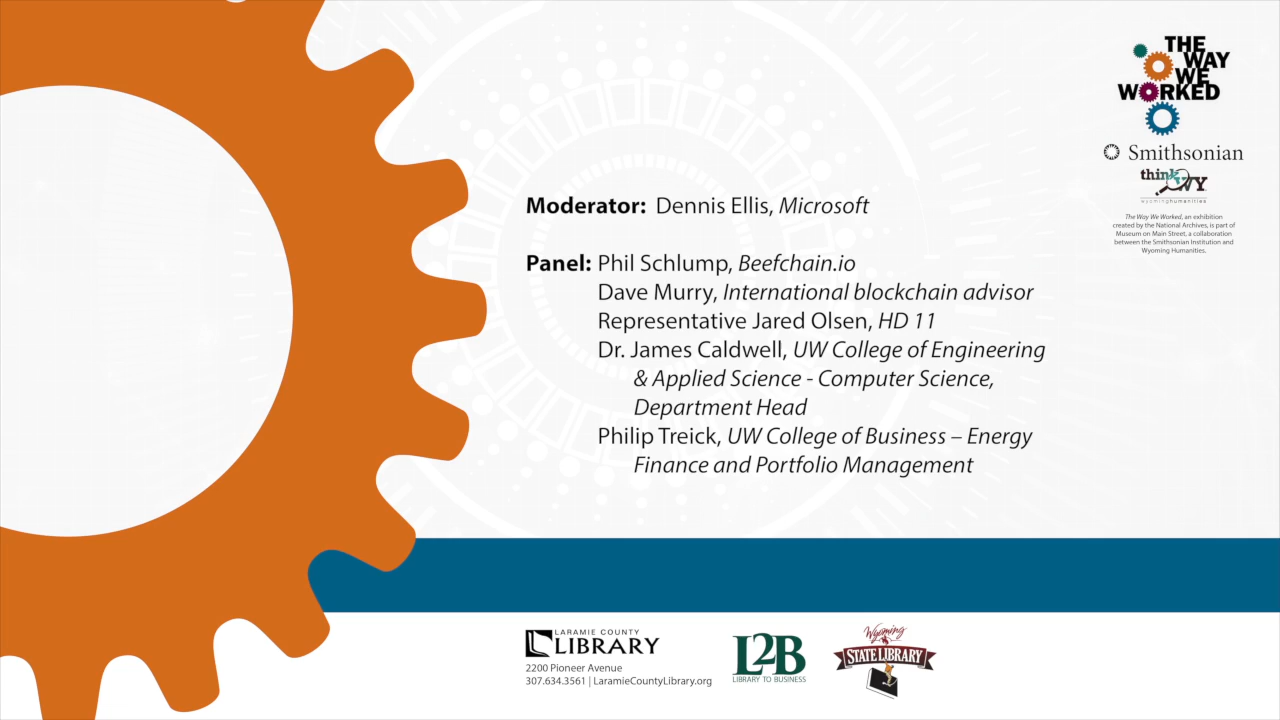 THE
WAY
WE
WORKED
Smithsonian
thinkWY
wyominghumanities
The Way We Worked, an exhibition
created by the National Archives, is part of
Museum on Main Street, a collaboration
between the Smithsonian Institution and
Wyoming Humanities.
Moderator: Dennis Ellis, Microsoft
Panel: Phil Schlump, Beefchain.io
Dave Murry, International blockchain advisor
Representative Jared Olsen, HD 11
Dr. James Caldwell, UW College of Engineering
& Applied Science - Computer Science,
Department Head
Philip Treick, UW College of Business – Energy
Finance and Portfolio Management
LARAMIE COUNTY
LIBRARY
2200 Pioneer Avenue
307.634.3561 | LaramieCountyLibrary.org
L2B
LIBRARY TO BUSINESS
Wyoming
STATE LIBRARY